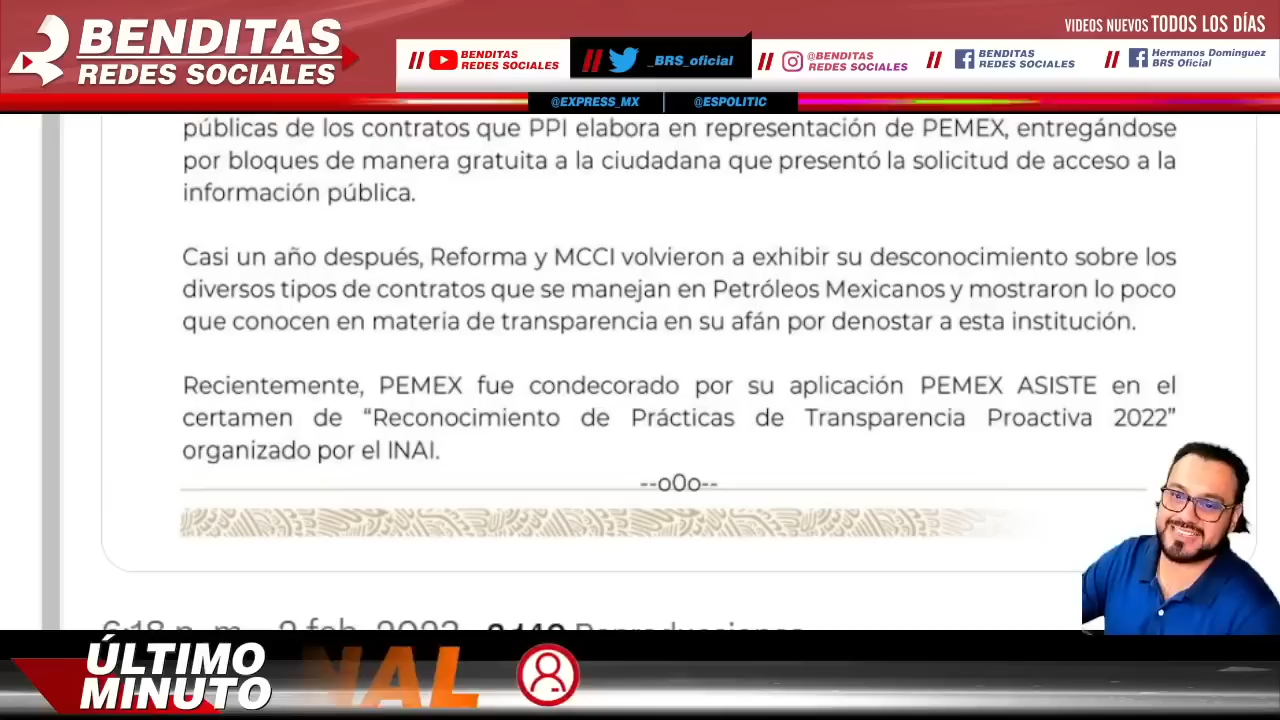 BENDITAS
REDES SOCIALES
VIDEOS NUEVOS TODOS LOS DÍAS
BENDITAS
REDES SOCIALES
_BRS_oficial
@BENDITAS
REDES SOCIALES
BENDITAS
REDES SOCIALES
Hermanos Dominguez
BRS Oficial
@EXPRESS_MX
@ESPOLITIC
públicas de los contratos que PPI elabora en representación de PEMEX, entregándose
por bloques de manera gratuita a la ciudadana que presentó la solicitud de acceso a la
información pública.
Casi un año después, Reforma y MCCI volvieron a exhibir su desconocimiento sobre los
diversos tipos de contratos que se manejan en Petróleos Mexicanos y mostraron lo poco
que conocen en materia de transparencia en su afán por denostar a esta institución.
Recientemente, PEMEX fue condecorado por su aplicación PEMEX ASISTE en el
certamen de “Reconocimiento de Prácticas de Transparencia Proactiva 2022”
organizado por el INAI.
--o0o--
ÚLTIMO
MINUTO